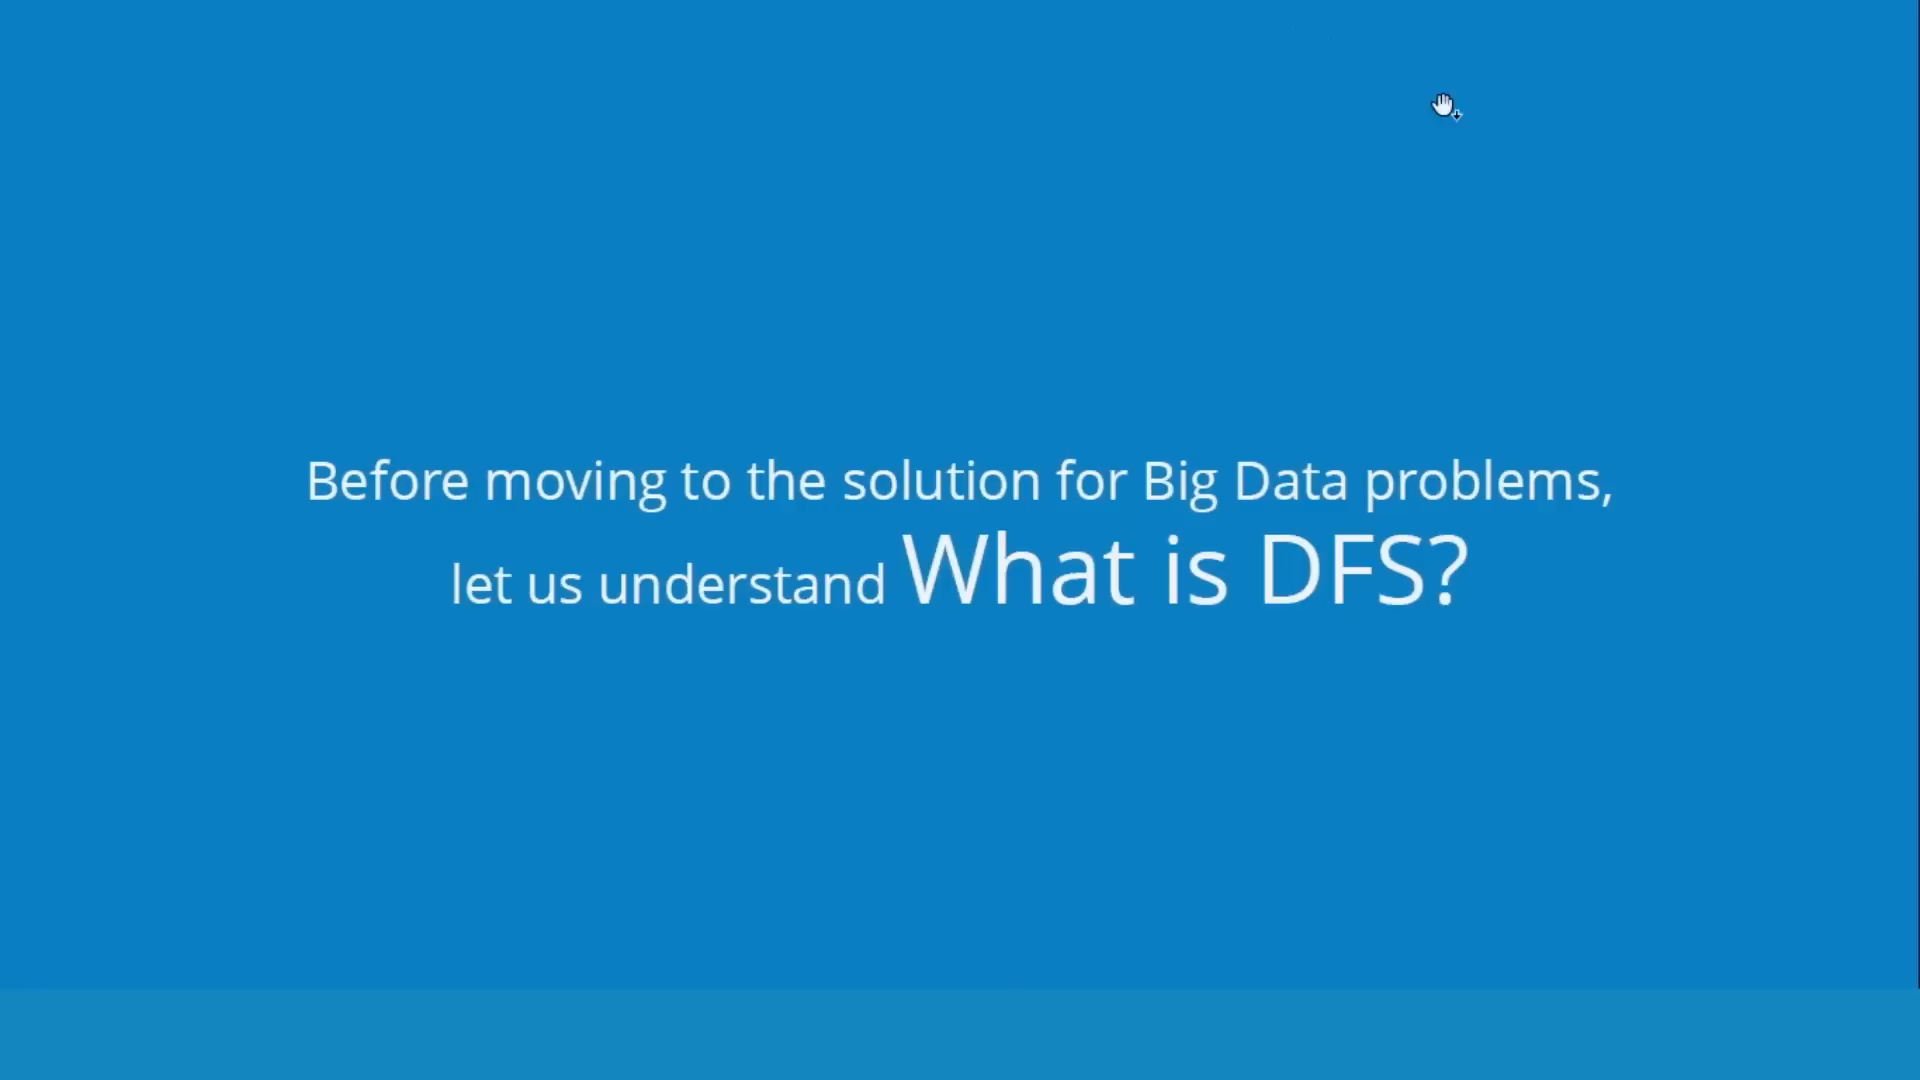 Before moving to the solution for Big Data problems,
let us understand What is DFS?